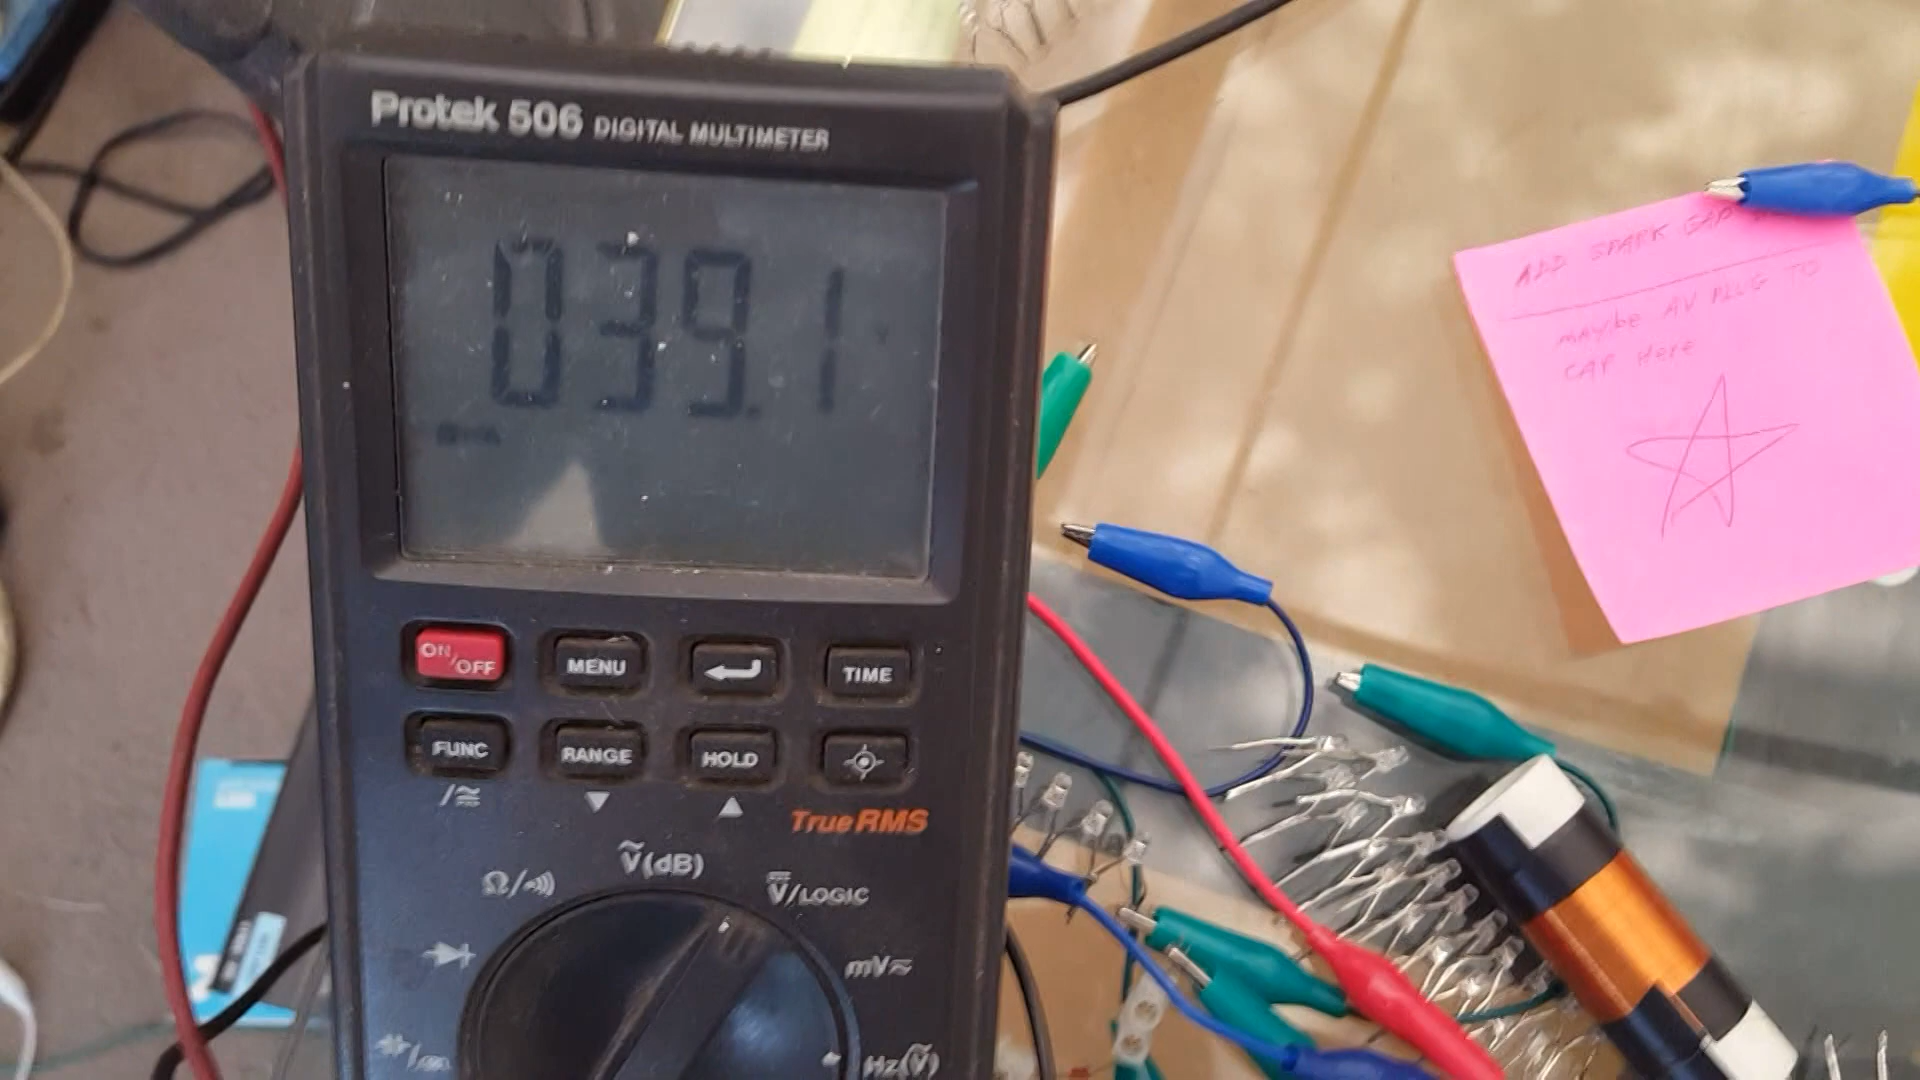 Protek 506 DIGITAL MULTIMETER
039.1
ON/OFF MENU TIME
FUNC RANGE HOLD
True RMS
Ṽ(dB)
Ω
V/LOGIC
mV
Hz(Ṽ)
ADD SPARK GAP
MAYbe AV PLUG TO
CAP HERE